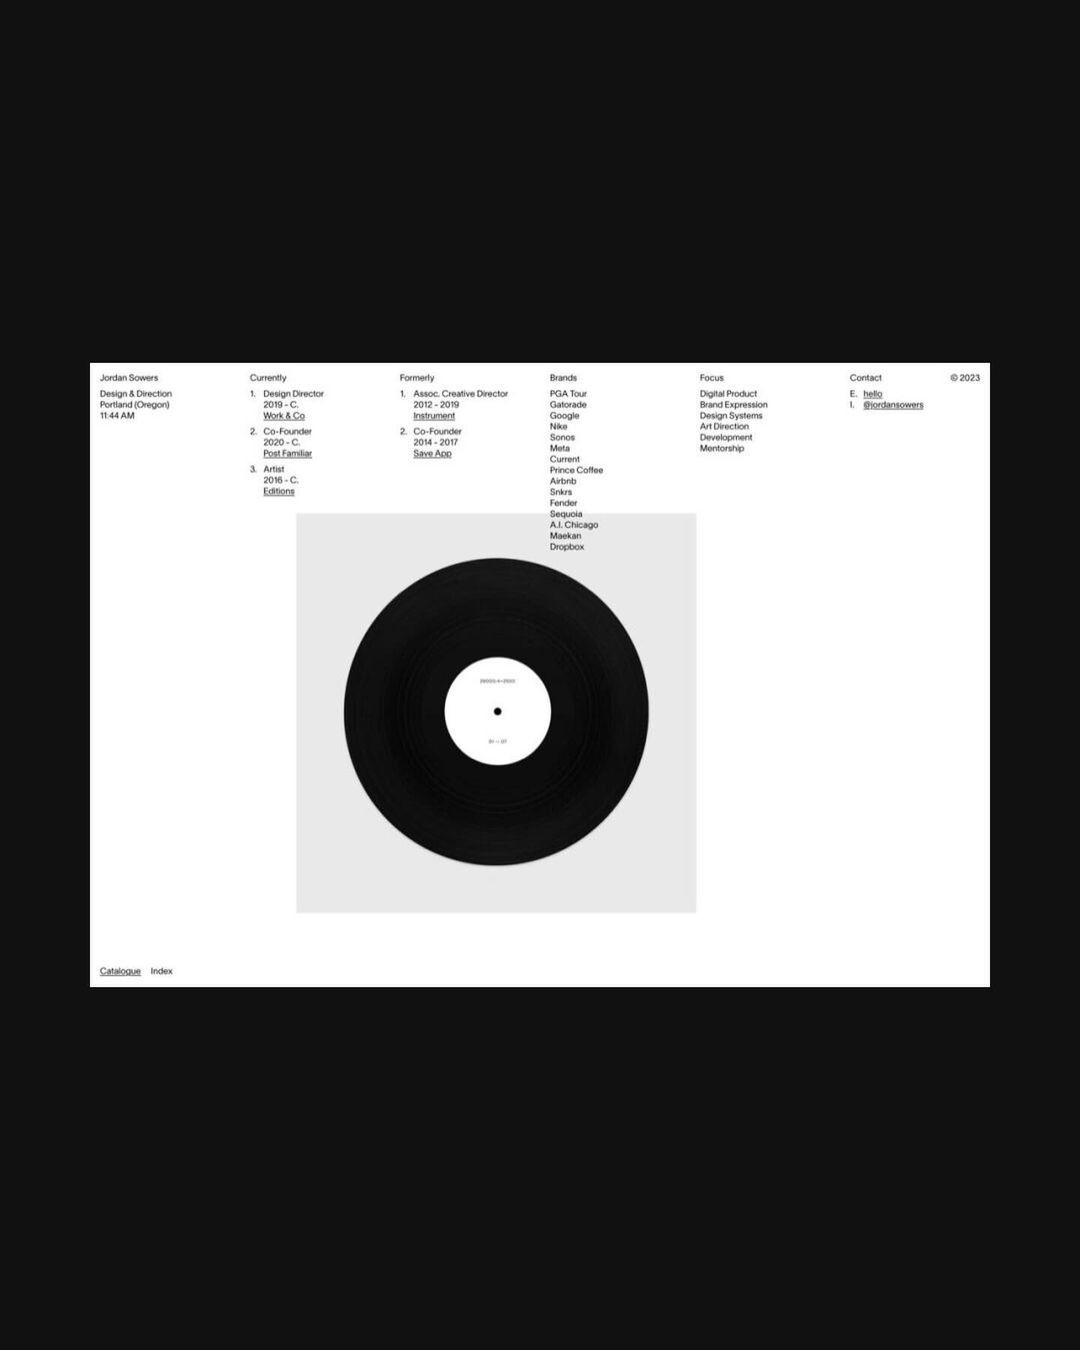 Jordan Sowers
Design & Direction
Portland (Oregon)
11:44 AM
Currently
1. Design Director
2019 - C.
Work & Co
2. Co-Founder
2020 - C.
Post Familiar
3. Artist
2016 - C.
Editions
Formerly
1. Assoc. Creative Director
2012 - 2019
Instrument
2. Co-Founder
2014 - 2017
Save App
Brands
PGA Tour
Gatorade
Google
Nike
Sonos
Meta
Current
Prince Coffee
Airbnb
Snkrs
Fender
Sequoia
A.I. Chicago
Maekan
Dropbox
Focus
Digital Product
Brand Expression
Design Systems
Art Direction
Development
Mentorship
Contact
E. hello
I. @jordansowers
© 2023
01 — 07
Catalogue Index